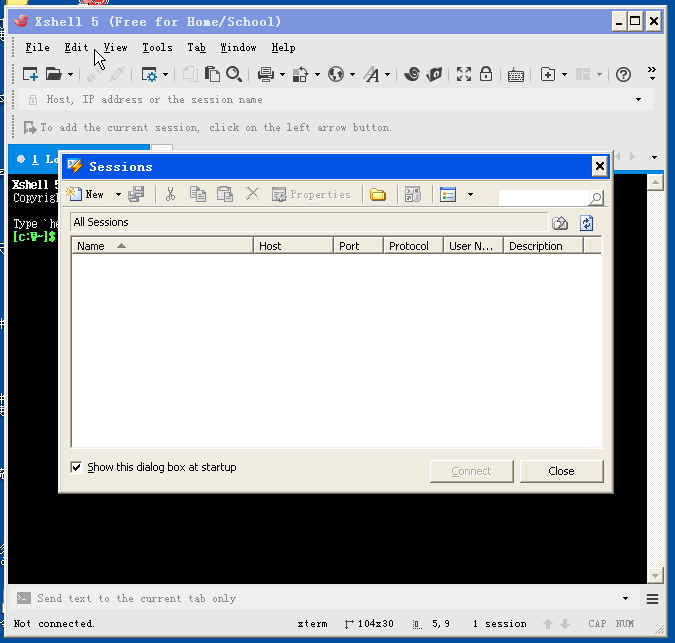 Xshell 5 (Free for Home/School)
File Edit View Tools Tab Window Help
Host, IP address or the session name
To add the current session, click on the left arrow button.
1 Lo
Sessions
Xshell 5
New Properties
Copyrig
All Sessions
Type `he
[c:\~]$
Name Host Port Protocol User N... Description
Show this dialog box at startup
Connect Close
Send text to the current tab only
Not connected. xterm 104x30 5,9 1 session CAP NUM